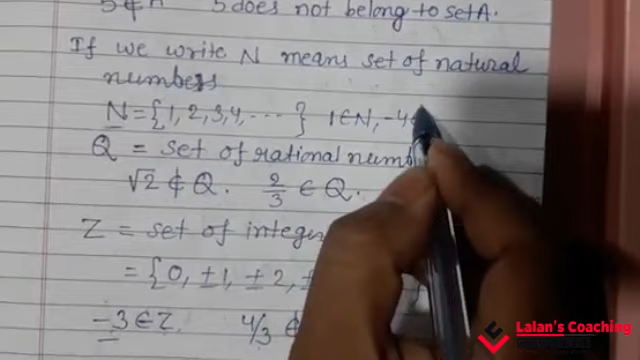 5 ∉ A 5 does not belong to set A.
If we write N means set of natural
numbers
N = {1, 2, 3, 4, ....} 1 ∈ N, -4
Q = set of rational numb
√2 ∉ Q. 2/3 ∈ Q.
Z = set of integer
= {0, ±1, ±2, ±
-3 ∈ Z. 4/3 ∉
Lalan's Coaching